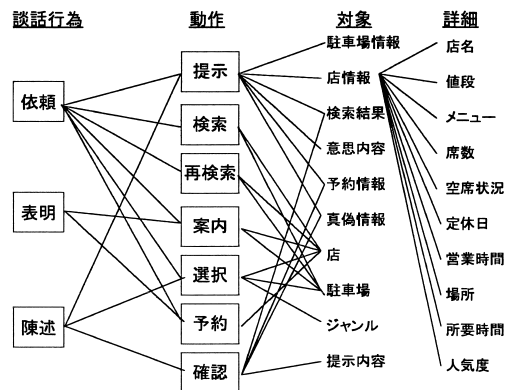 談話行為
動作
対象
詳細
依頼
表明
陳述
提示
検索
再検索
案内
選択
予約
確認
駐車場情報
店情報
検索結果
意思内容
予約情報
真偽情報
店
駐車場
ジャンル
提示内容
店名
値段
メニュー
席数
空席状況
定休日
営業時間
場所
所要時間
人気度